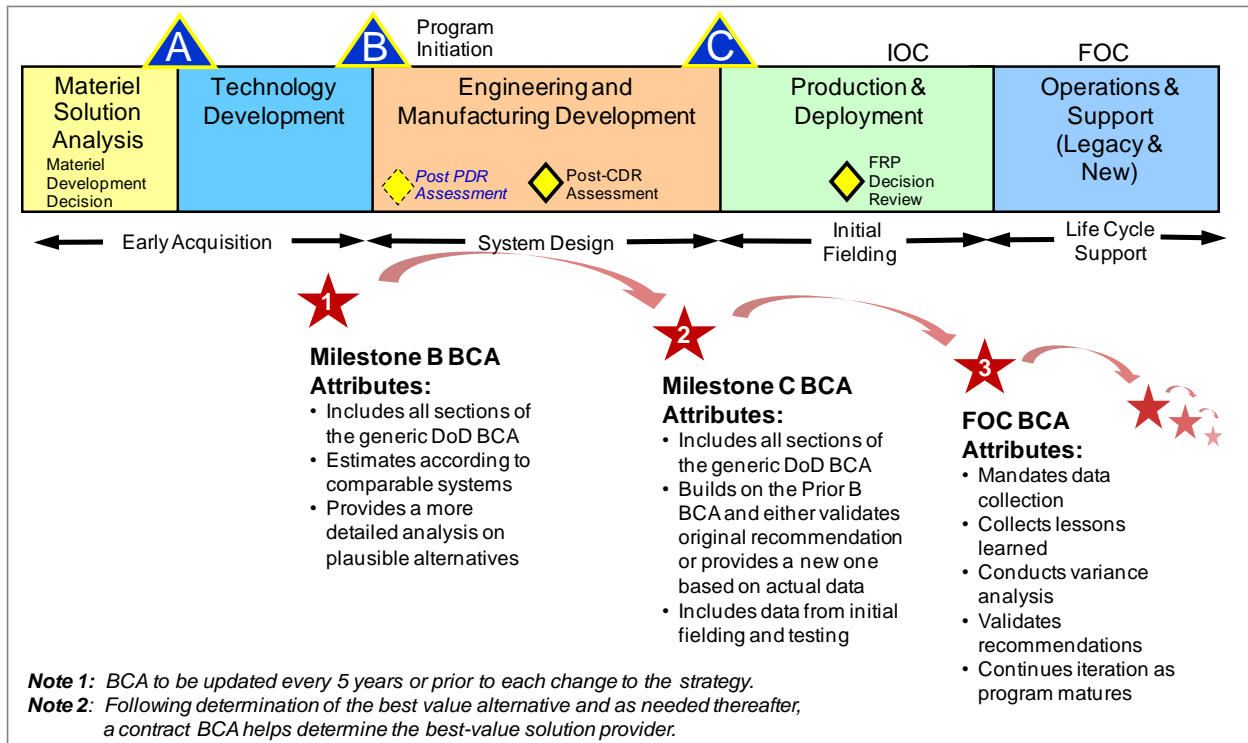 A
B
Program
Initiation
C
IOC
FOC
Materiel
Solution
Analysis
Materiel
Development
Decision
Technology
Development
Engineering and
Manufacturing Development
Post PDR
Assessment
Post-CDR
Assessment
Production &
Deployment
FRP
Decision
Review
Operations &
Support
(Legacy &
New)
Early Acquisition
System Design
Initial
Fielding
Life Cycle
Support
1
Milestone B BCA
Attributes:
• Includes all sections of
the generic DoD BCA
• Estimates according to
comparable systems
• Provides a more
detailed analysis on
plausible alternatives
2
Milestone C BCA
Attributes:
• Includes all sections of
the generic DoD BCA
• Builds on the Prior B
BCA and either validates
original recommendation
or provides a new one
based on actual data
• Includes data from initial
fielding and testing
3
FOC BCA
Attributes:
• Mandates data
collection
• Collects lessons
learned
• Conducts variance
analysis
• Validates
recommendations
• Continues iteration as
program matures
Note 1: BCA to be updated every 5 years or prior to each change to the strategy.
Note 2: Following determination of the best value alternative and as needed thereafter,
a contract BCA helps determine the best-value solution provider.